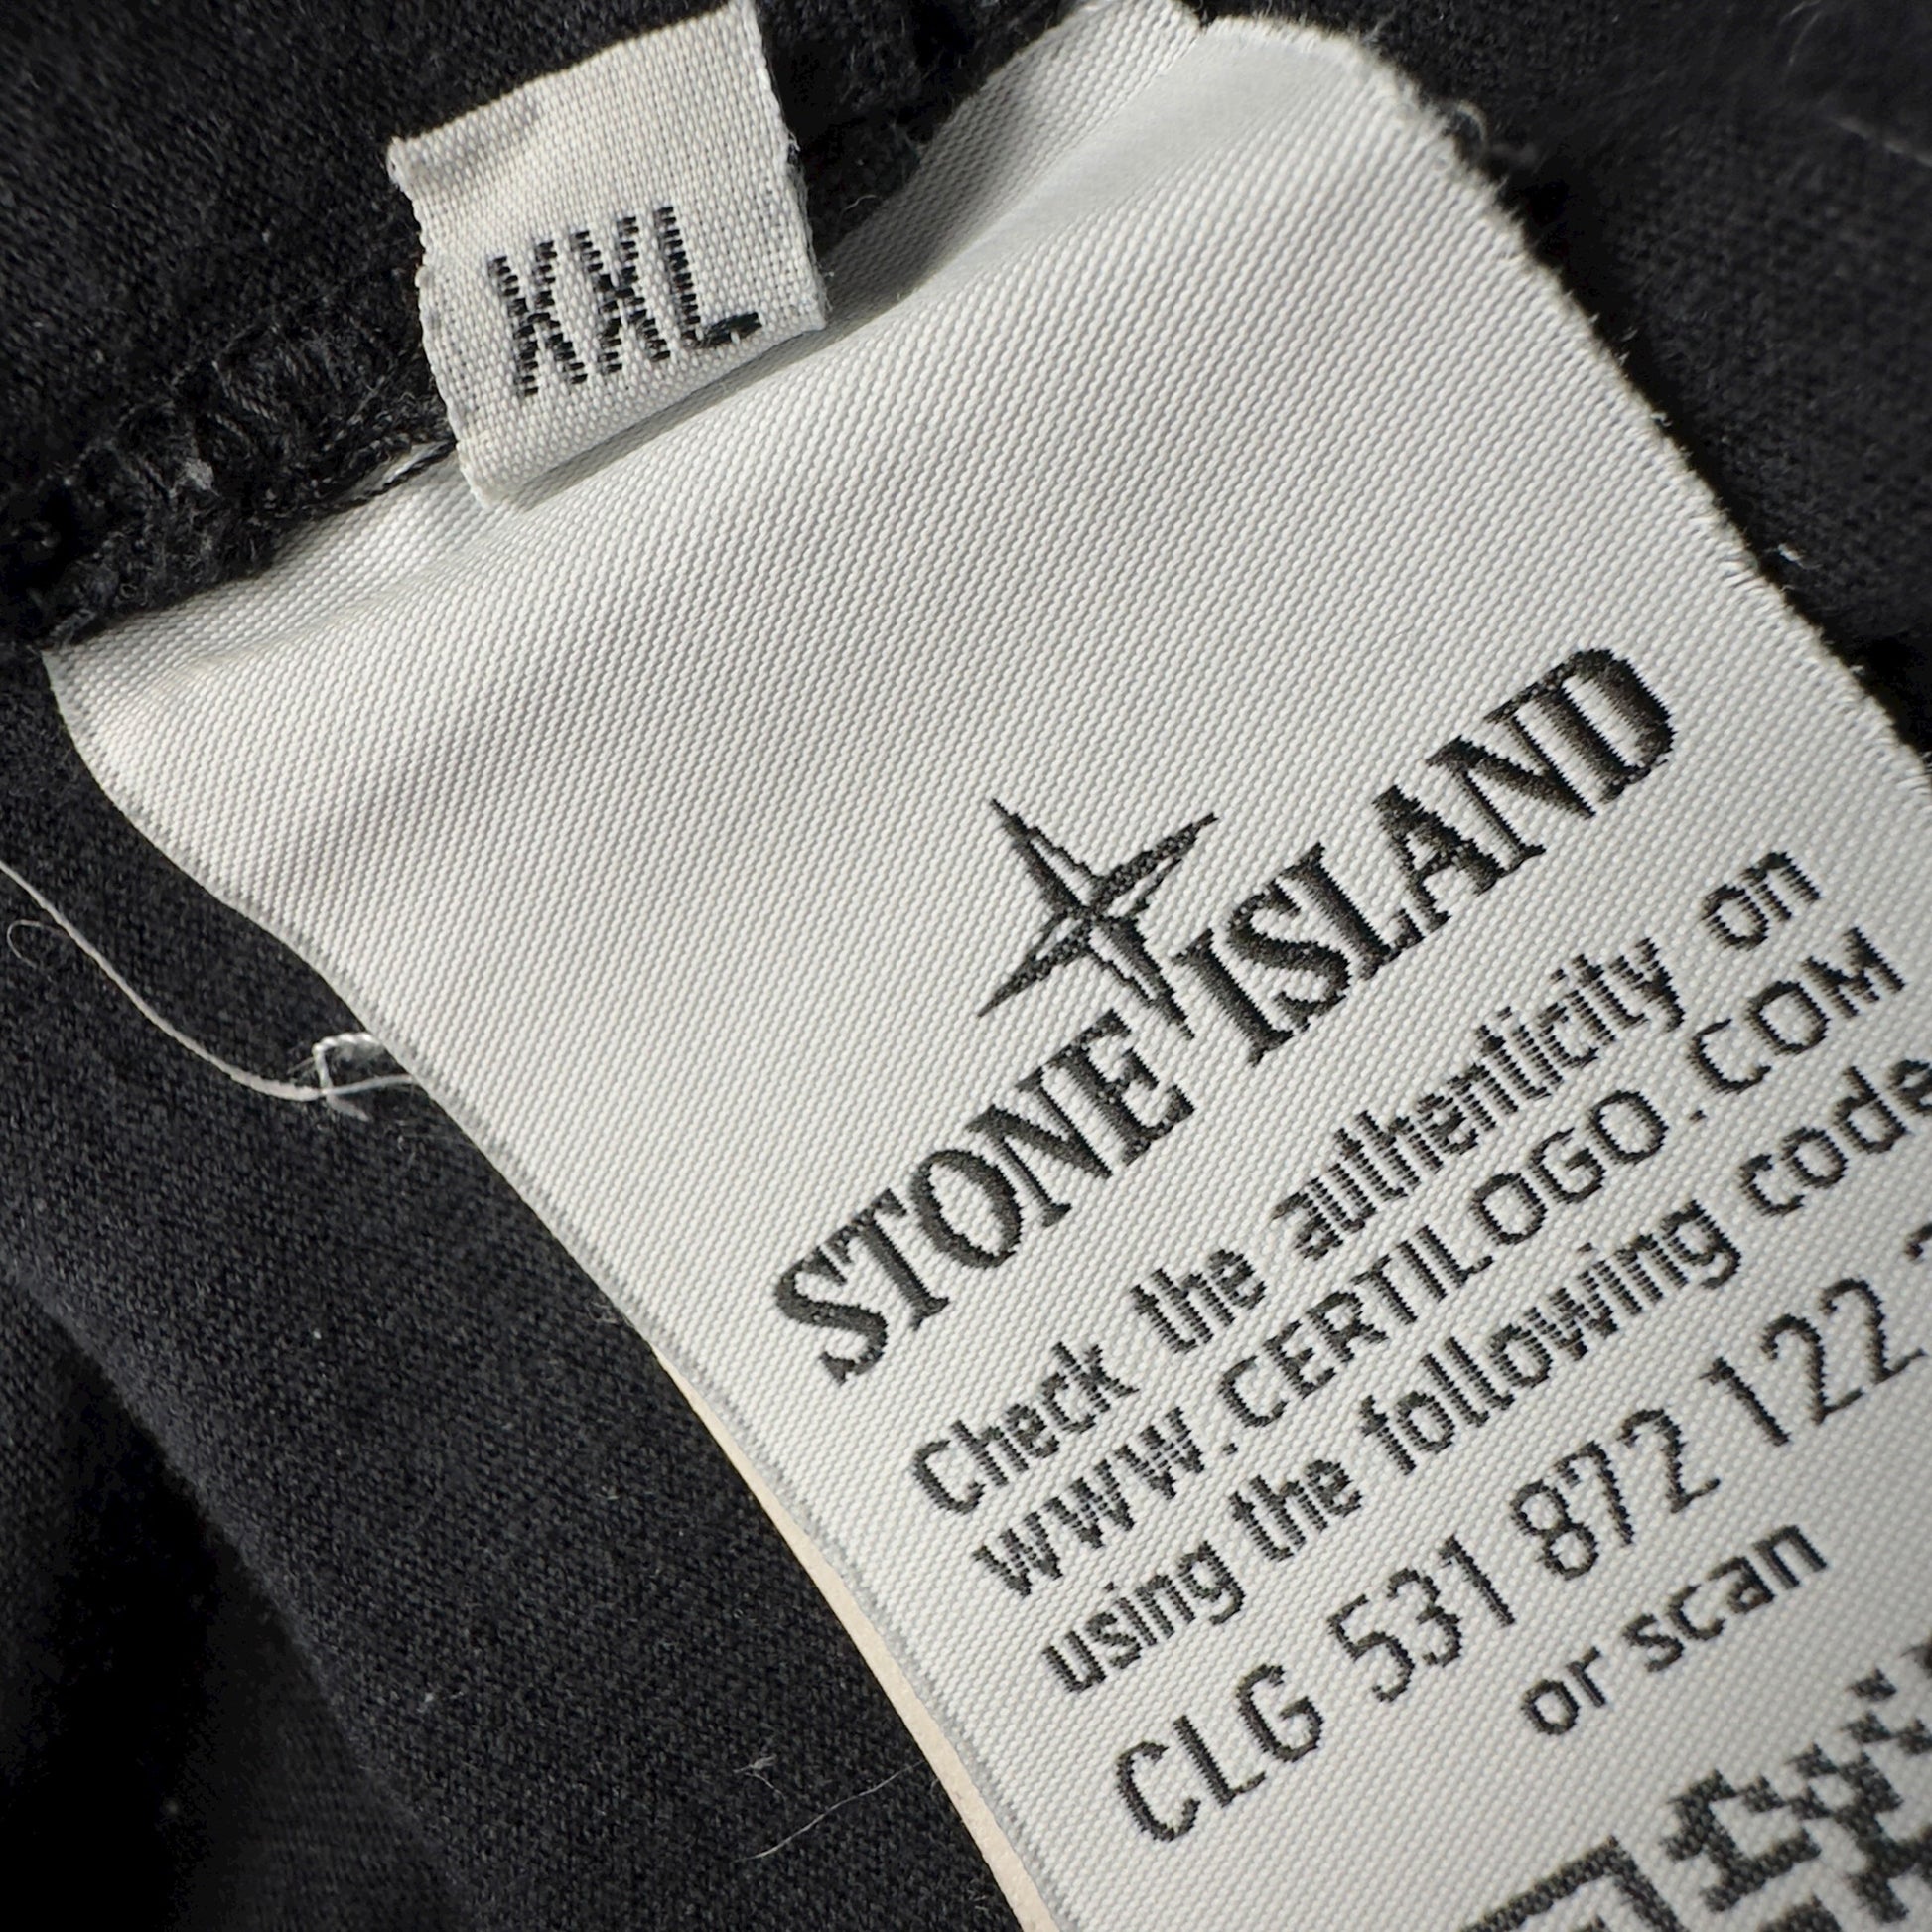 XXL
STONE ISLAND
Check the authenticity on
WWW.CERTILOGO.COM
using the following code
CLG 531 872 122
or scan